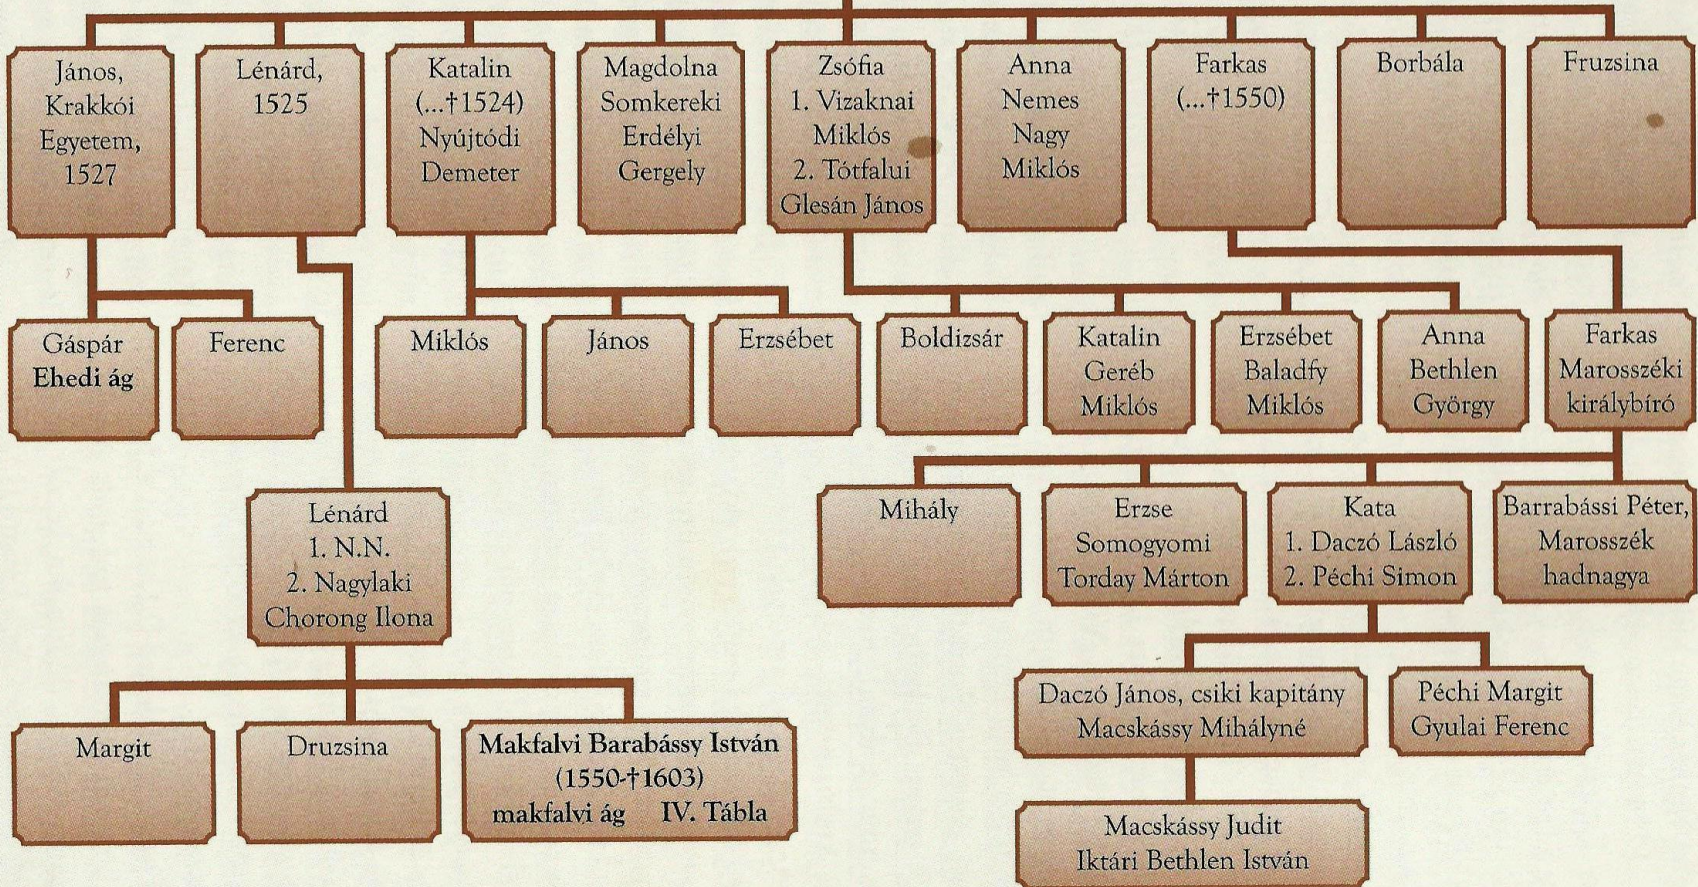 János,
Krakkói
Egyetem,
1527
Lénárd,
1525
Katalin
(...†1524)
Nyújtódi
Demeter
Magdolna
Somkereki
Erdélyi
Gergely
Zsófia
1. Vizaknai
Miklós
2. Tótfalui
Glesán János
Anna
Nemes
Nagy
Miklós
Farkas
(...†1550)
Borbála
Fruzsina
Gáspár
Ehedi ág
Ferenc
Miklós
János
Erzsébet
Boldizsár
Katalin
Geréb
Miklós
Erzsébet
Baladfy
Miklós
Anna
Bethlen
György
Farkas
Marosszéki
királybíró
Lénárd
1. N.N.
2. Nagylaki
Chorong Ilona
Mihály
Erzse
Somogyomi
Torday Márton
Kata
1. Daczó László
2. Péchi Simon
Barrabássi Péter,
Marosszék
hadnagya
Margit
Druzsina
Makfalvi Barabássy István
(1550-†1603)
makfalvi ág IV. Tábla
Daczó János, csiki kapitány
Macskássy Mihályné
Péchi Margit
Gyulai Ferenc
Macskássy Judit
Iktári Bethlen István